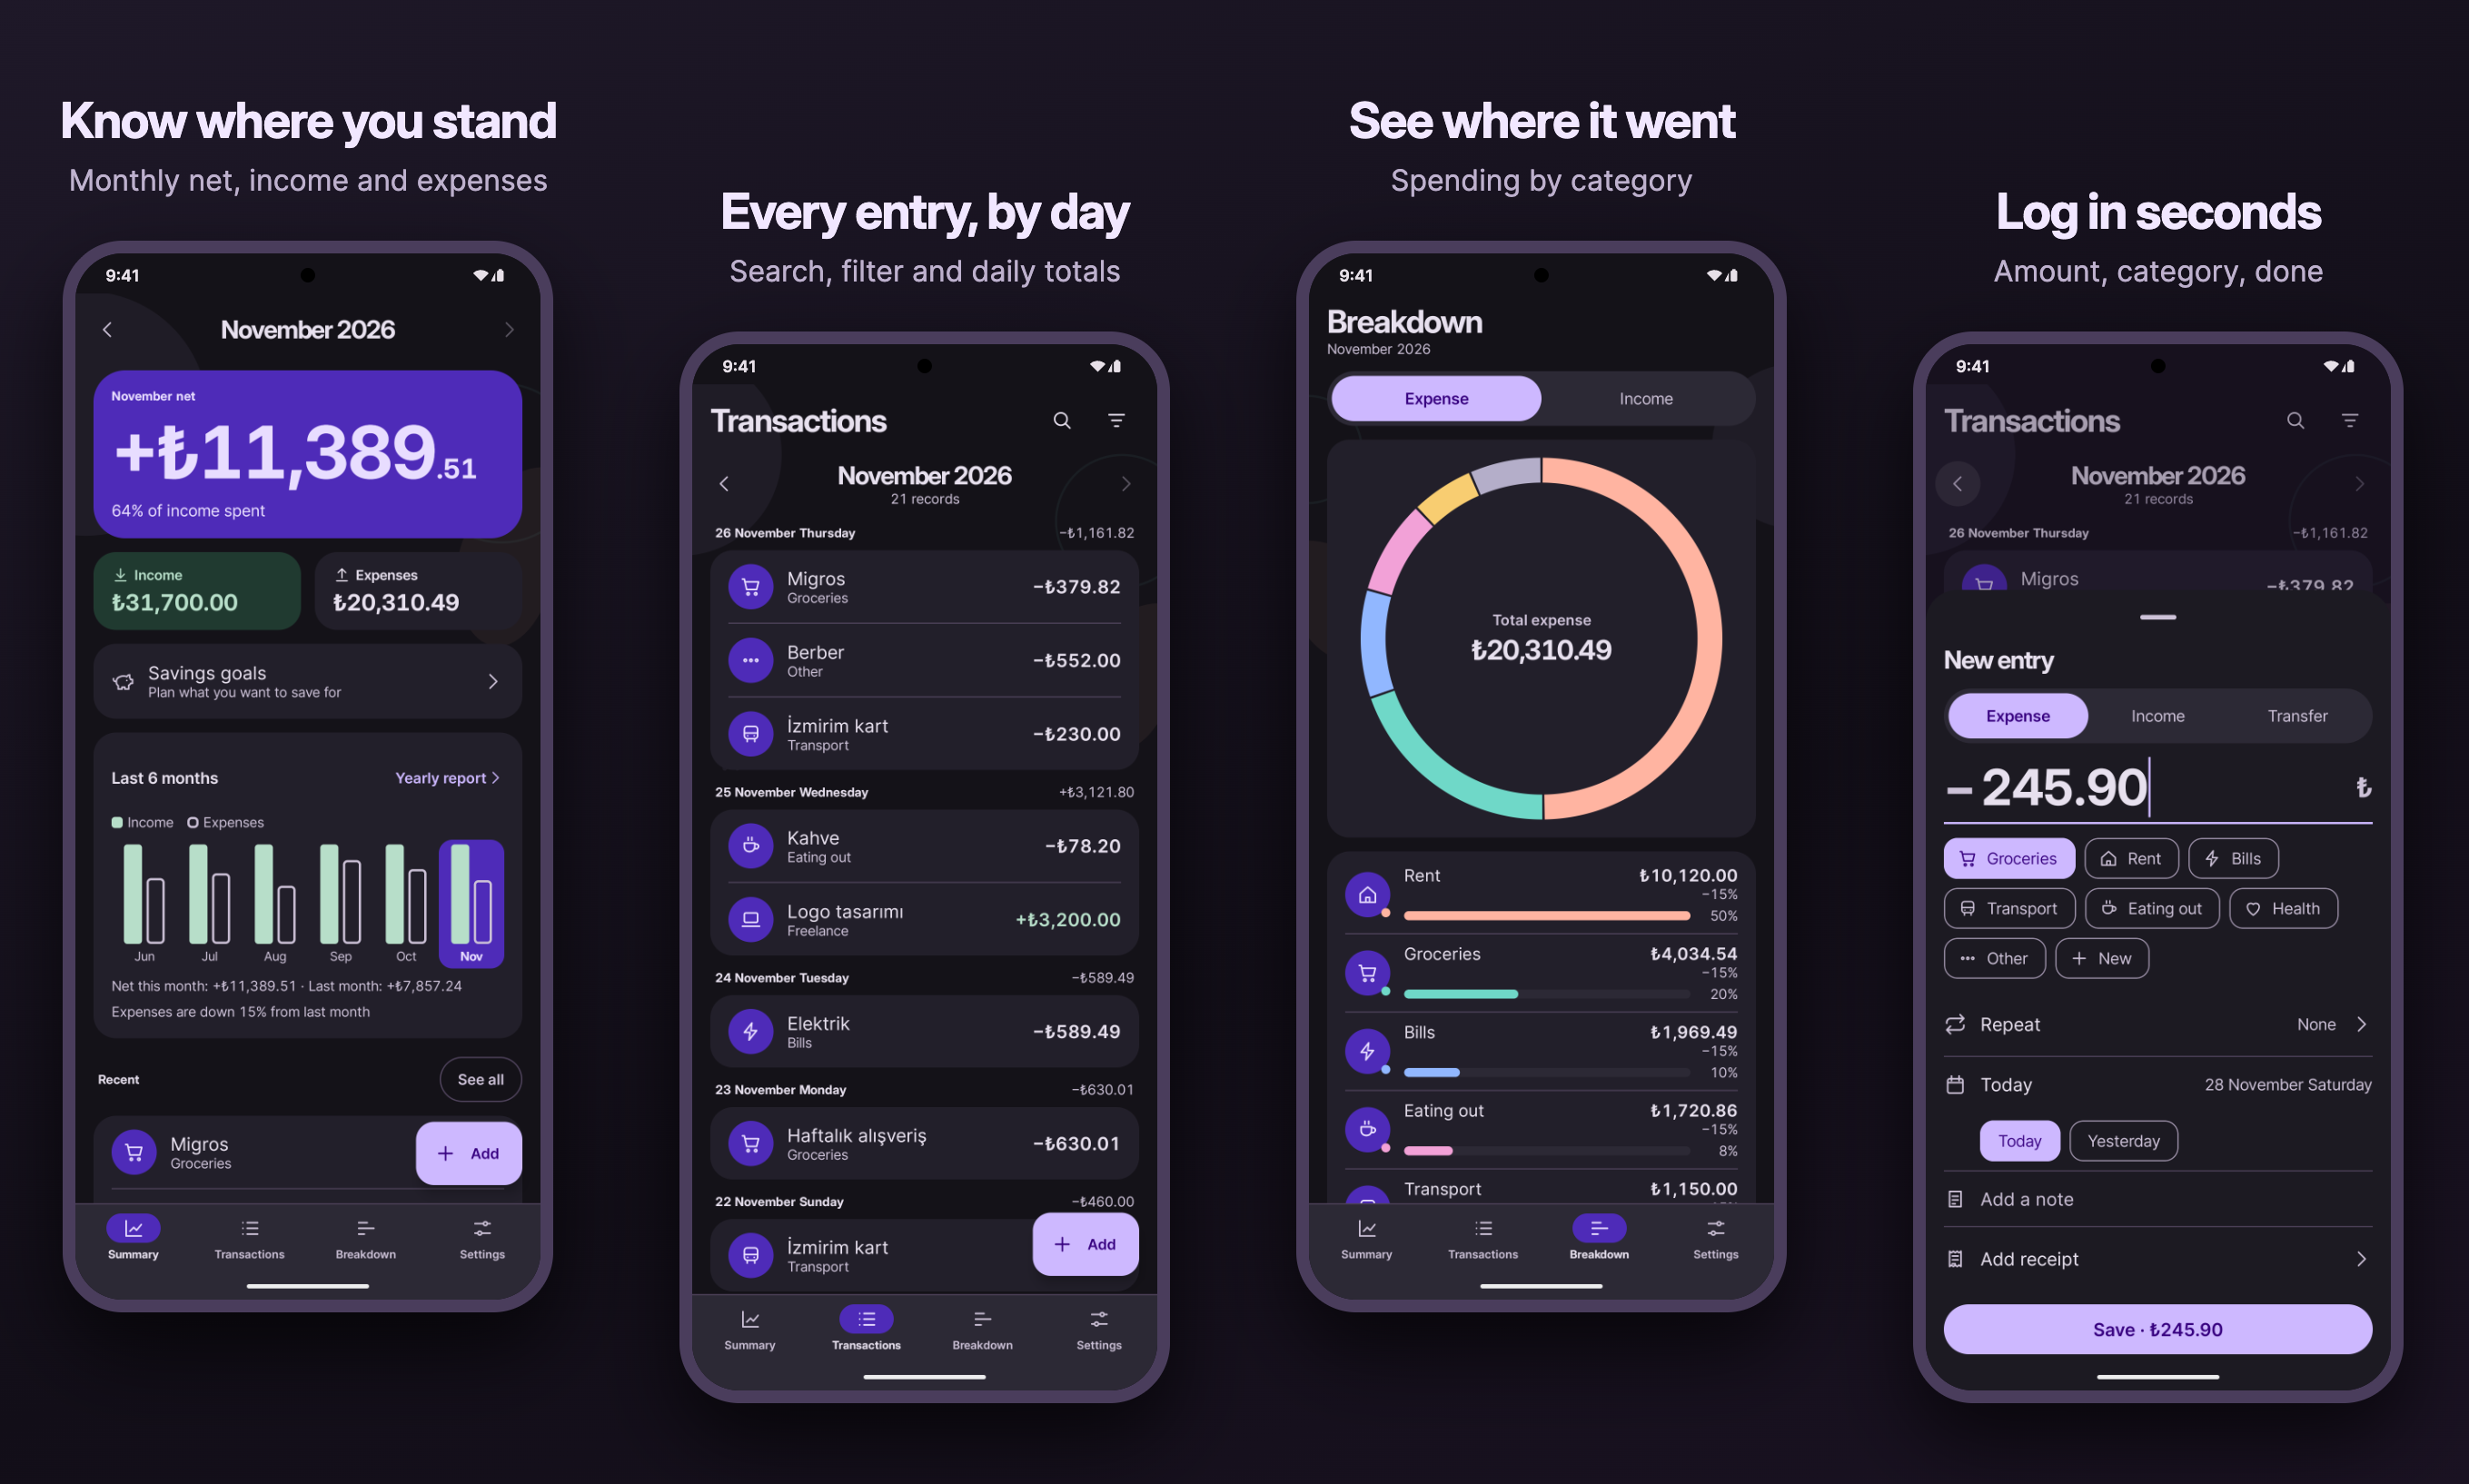 Know where you stand
Monthly net, income and expenses
9:41
November 2026
November net
+₺11,389.51
64% of income spent
Income
₺31,700.00
Expenses
₺20,310.49
Savings goals
Plan what you want to save for
Last 6 months
Yearly report
Income
Expenses
Jun
Jul
Aug
Sep
Oct
Nov
Net this month: +₺11,389.51 · Last month: +₺7,857.24
Expenses are down 15% from last month
Recent
See all
Migros
Groceries
+ Add
Summary
Transactions
Breakdown
Settings
Every entry, by day
Search, filter and daily totals
9:41
Transactions
November 2026
21 records
26 November Thursday
−₺1,161.82
Migros
Groceries
−₺379.82
Berber
Other
−₺552.00
İzmirim kart
Transport
−₺230.00
25 November Wednesday
+₺3,121.80
Kahve
Eating out
−₺78.20
Logo tasarımı
Freelance
+₺3,200.00
24 November Tuesday
−₺589.49
Elektrik
Bills
−₺589.49
23 November Monday
−₺630.01
Haftalık alışveriş
Groceries
−₺630.01
22 November Sunday
−₺460.00
İzmirim kart
Transport
+ Add
Summary
Transactions
Breakdown
Settings
See where it went
Spending by category
9:41
Breakdown
November 2026
Expense
Income
Total expense
₺20,310.49
Rent
₺10,120.00
−15%
50%
Groceries
₺4,034.54
−15%
20%
Bills
₺1,969.49
−15%
10%
Eating out
₺1,720.86
−15%
8%
Transport
₺1,150.00
Summary
Transactions
Breakdown
Settings
Log in seconds
Amount, category, done
9:41
Transactions
November 2026
21 records
26 November Thursday
−₺1,161.82
Migros
−₺379.82
New entry
Expense
Income
Transfer
−245.90
₺
Groceries
Rent
Bills
Transport
Eating out
Health
Other
+ New
Repeat
None
Today
28 November Saturday
Today
Yesterday
Add a note
Add receipt
Save · ₺245.90